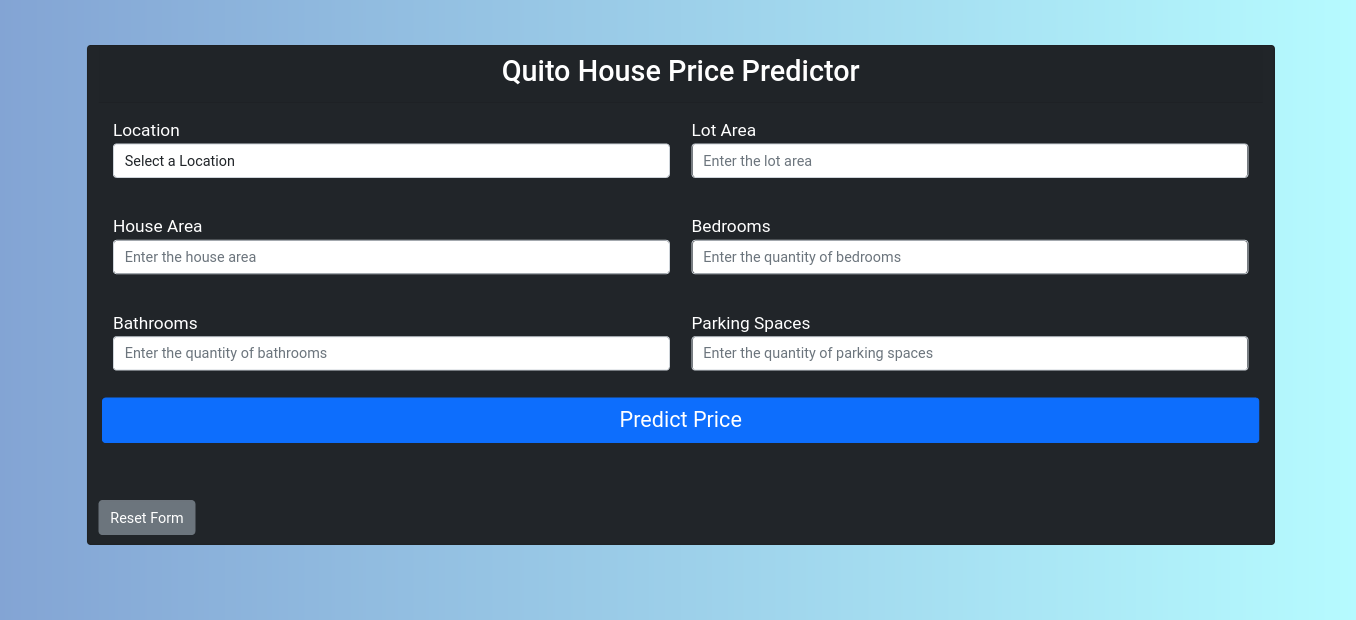 Quito House Price Predictor
Location
Lot Area
Select a Location
Enter the lot area
House Area
Bedrooms
Enter the house area
Enter the quantity of bedrooms
Bathrooms
Parking Spaces
Enter the quantity of bathrooms
Enter the quantity of parking spaces
Predict Price
Reset Form